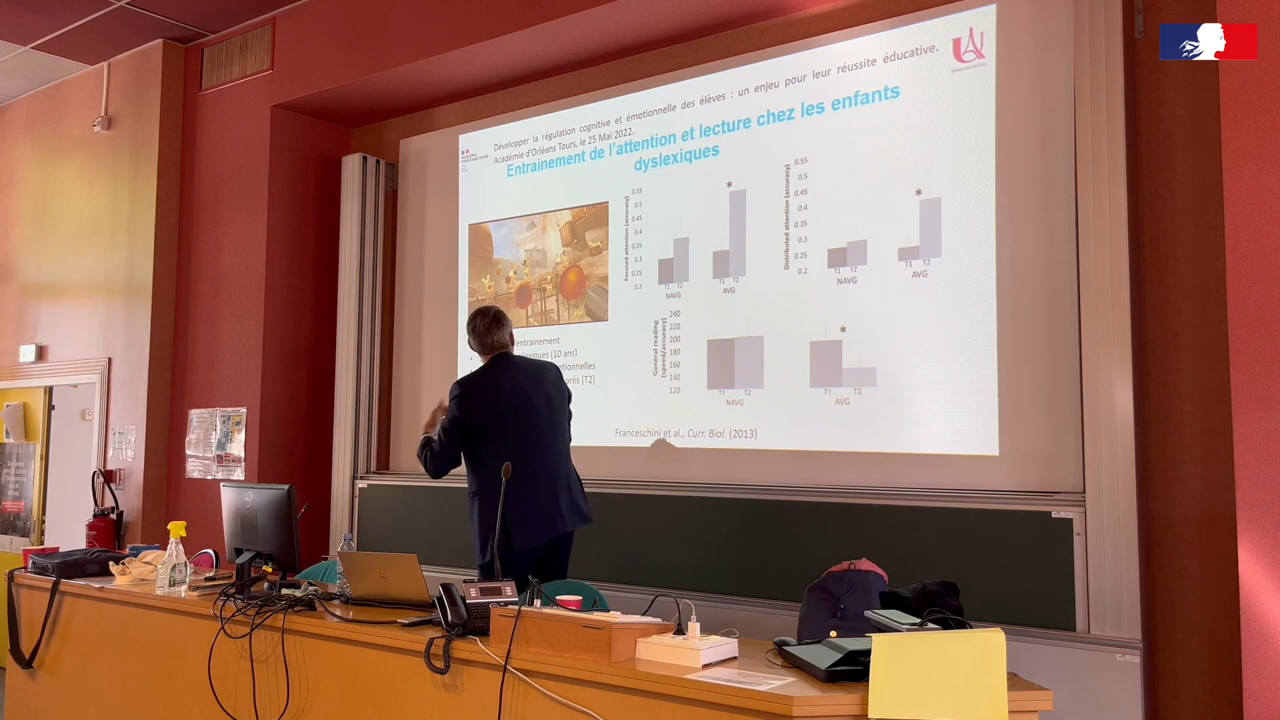 Développer la régulation cognitive et émotionnelle des élèves : un enjeu pour leur réussite éducative.
Académie d'Orléans Tours, le 25 Mai 2022.
Entrainement de l'attention et lecture chez les enfants
dyslexiques
Focused attention (accuracy)
0.55
0.5
0.45
0.4
0.35
0.3
0.25
0.2
T1 T2
NAVG
T1 T2
AVG
*
Distributed attention (accuracy)
0.55
0.5
0.45
0.4
0.35
0.3
0.25
0.2
T1 T2
NAVG
T1 T2
AVG
*
entrainement
(10 ans)
(T2)
General reading
(speed/accuracy)
240
220
200
180
160
140
120
T1 T2
NAVG
T1 T2
AVG
*
Franceschini et al., Curr. Biol. (2013)